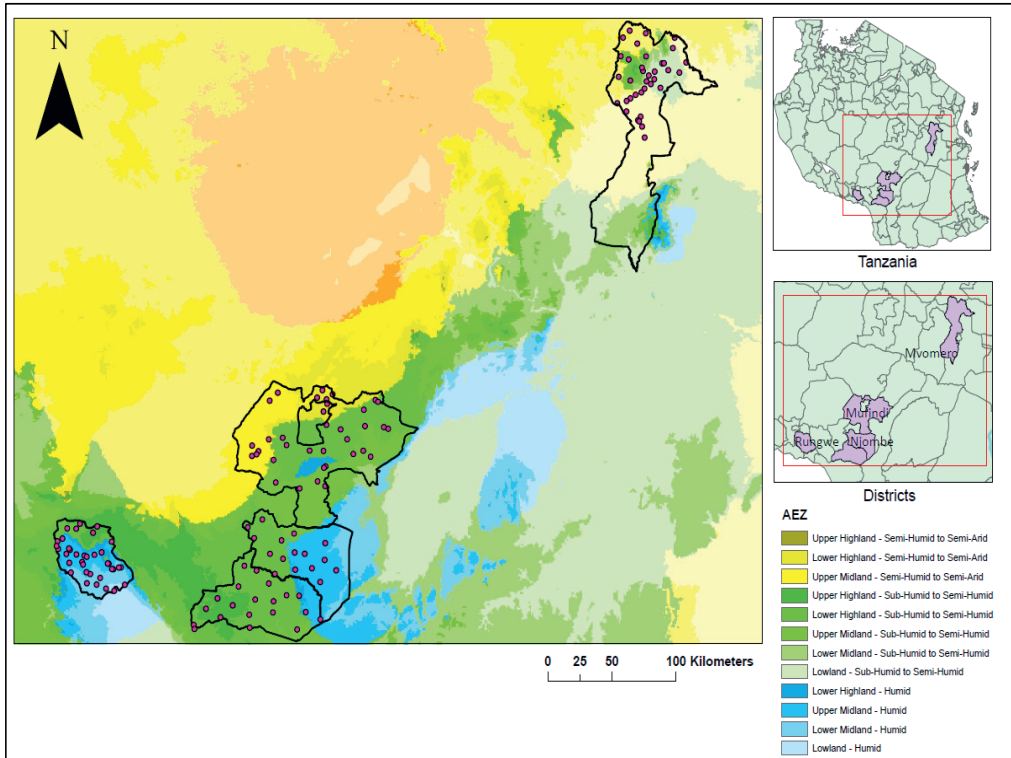 N
Tanzania
Mvomero
Mufindi
Rungwe
Njombe
Districts
0 25 50 100 Kilometers
AEZ
Upper Highland - Semi-Humid to Semi-Arid
Lower Highland - Semi-Humid to Semi-Arid
Upper Midland - Semi-Humid to Semi-Arid
Upper Highland - Sub-Humid to Semi-Humid
Lower Highland - Sub-Humid to Semi-Humid
Upper Midland - Sub-Humid to Semi-Humid
Lower Midland - Sub-Humid to Semi-Humid
Lowland - Sub-Humid to Semi-Humid
Lower Highland - Humid
Upper Midland - Humid
Lower Midland - Humid
Lowland - Humid